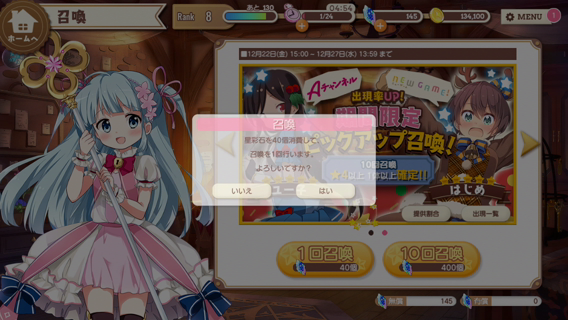 召喚
ホームへ
Rank 8
あと 130
04:54
1/24
145
134,100
MENU
■12月22日(金) 15:00 ~ 12月27日(水) 13:59 まで
Aチャンネル
NEW GAME!
出現率UP!
期間限定
ックアップ召喚!
10回召喚
★4以上 1体以上確定!!
ユー
はじめ
提供割合
出現一覧
召喚
星彩石を40個消費して、
召喚を1回行います。
よろしいですか?
いいえ
はい
1回召喚
40個
10回召喚
400個
無償 145
有償 0